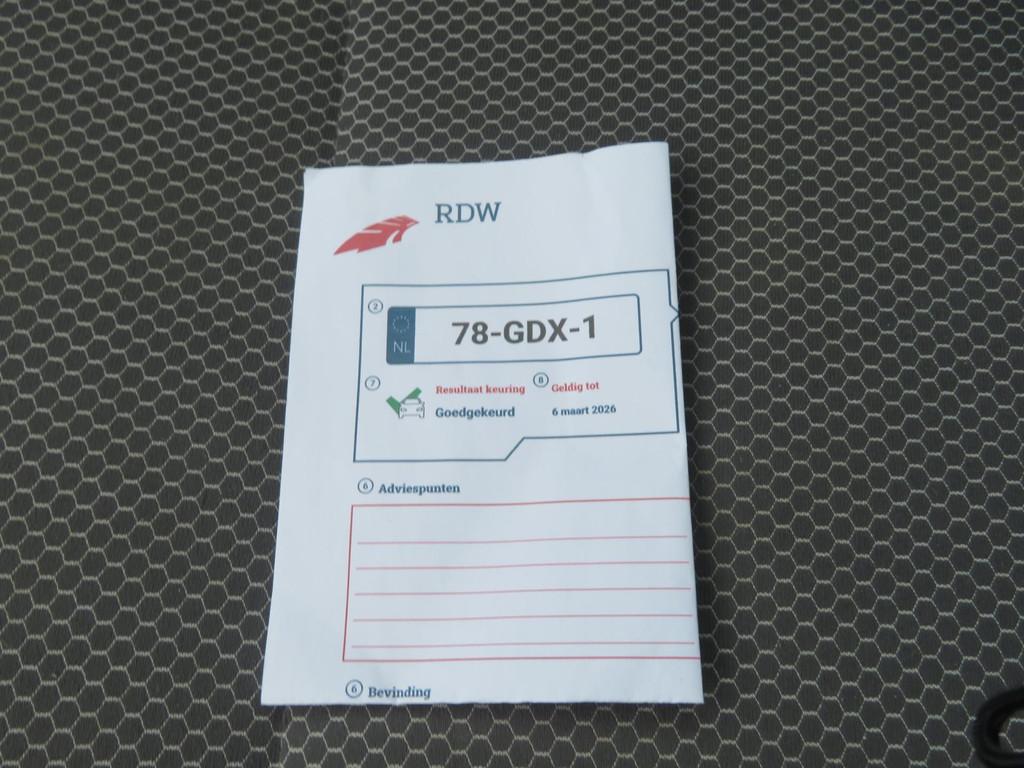 RDW
2
NL 78-GDX-1
7 Resultaat keuring 8 Geldig tot
Goedgekeurd 6 maart 2026
6 Adviespunten
6 Bevinding